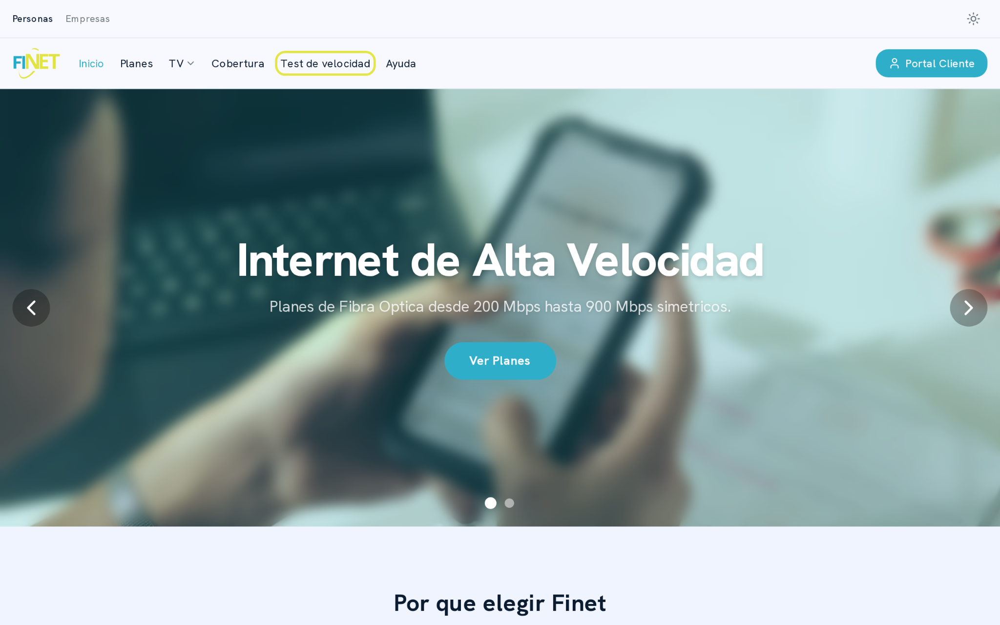 Personas Empresas
FINET Inicio Planes TV Cobertura Test de velocidad Ayuda Portal Cliente
Internet de Alta Velocidad
Planes de Fibra Optica desde 200 Mbps hasta 900 Mbps simetricos.
Ver Planes
Por que elegir Finet